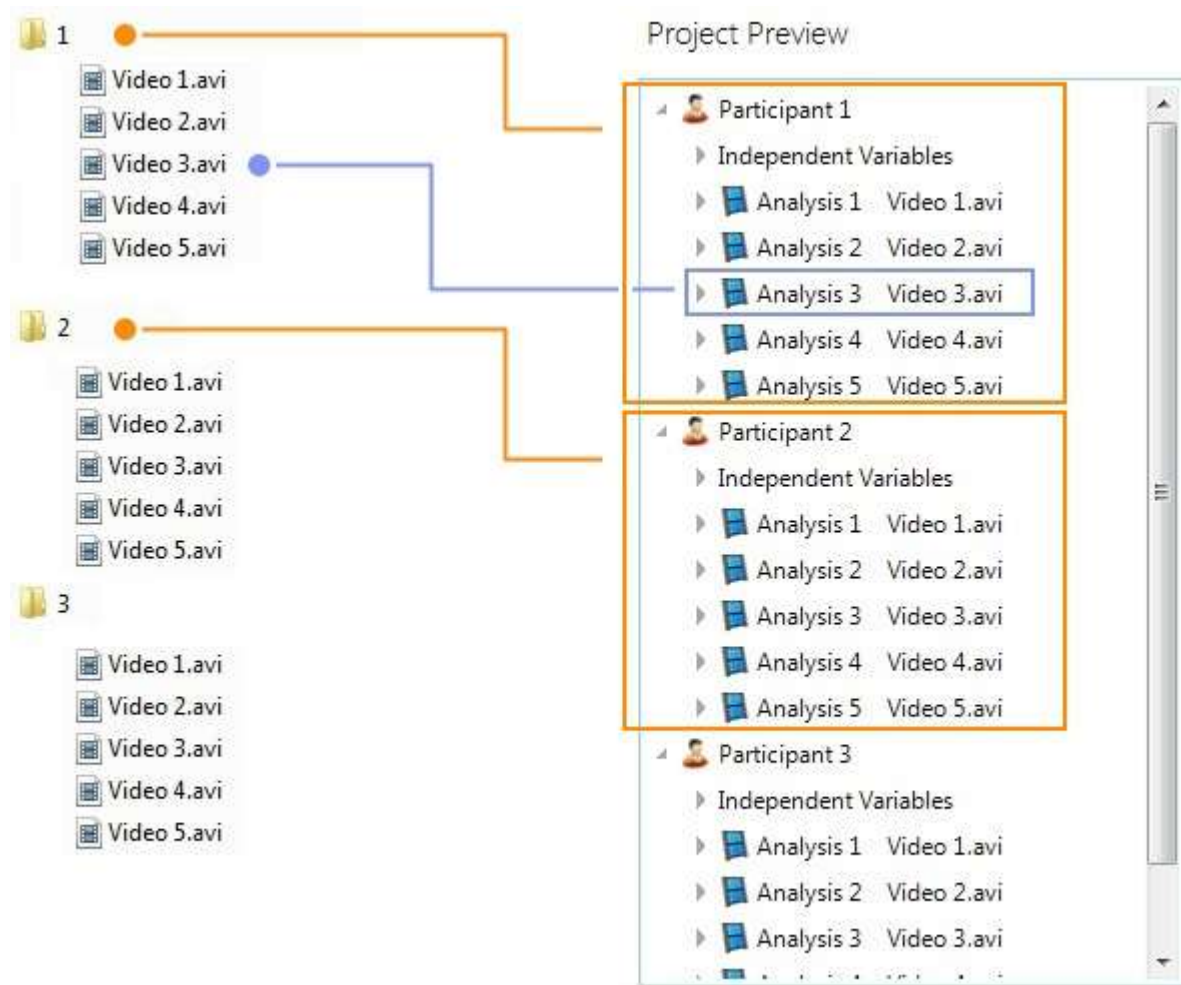 1
Video 1.avi
Video 2.avi
Video 3.avi
Video 4.avi
Video 5.avi
2
Video 1.avi
Video 2.avi
Video 3.avi
Video 4.avi
Video 5.avi
3
Video 1.avi
Video 2.avi
Video 3.avi
Video 4.avi
Video 5.avi
Project Preview
Participant 1
Independent Variables
Analysis 1 Video 1.avi
Analysis 2 Video 2.avi
Analysis 3 Video 3.avi
Analysis 4 Video 4.avi
Analysis 5 Video 5.avi
Participant 2
Independent Variables
Analysis 1 Video 1.avi
Analysis 2 Video 2.avi
Analysis 3 Video 3.avi
Analysis 4 Video 4.avi
Analysis 5 Video 5.avi
Participant 3
Independent Variables
Analysis 1 Video 1.avi
Analysis 2 Video 2.avi
Analysis 3 Video 3.avi